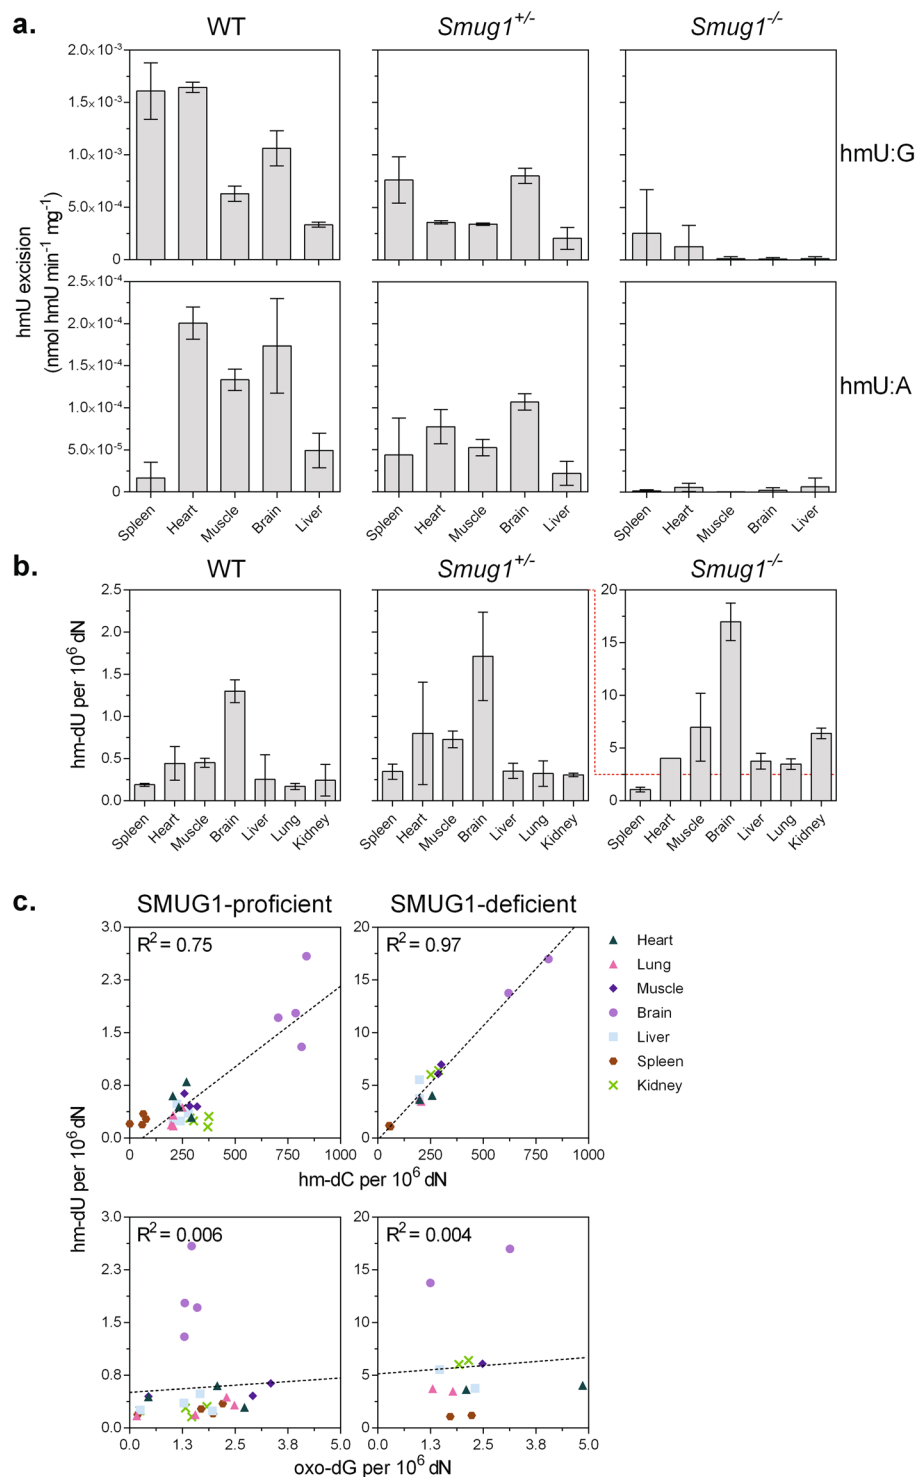 a.
WT
Smug1+/-
Smug1-/-
2.0×10-3
1.5×10-3
1.0×10-3
5.0×10-4
0
hmU:G
hmU excision
(nmol hmU min-1 mg-1)
2.5×10-4
2.0×10-4
1.5×10-4
1.0×10-4
5.0×10-5
0
hmU:A
Spleen Heart Muscle Brain Liver
Spleen Heart Muscle Brain Liver
Spleen Heart Muscle Brain Liver
b.
WT
Smug1+/-
Smug1-/-
hm-dU per 106 dN
2.5
2.0
1.5
1.0
0.5
0.0
20
15
10
5
0
Spleen Heart Muscle Brain Liver Lung Kidney
Spleen Heart Muscle Brain Liver Lung Kidney
Spleen Heart Muscle Brain Liver Lung Kidney
c.
SMUG1-proficient
SMUG1-deficient
hm-dU per 106 dN
3.0
2.3
1.5
0.8
0.0
R2 = 0.75
0 250 500 750 1000
20
15
10
5
0
R2 = 0.97
0 250 500 750 1000
hm-dC per 106 dN
Heart
Lung
Muscle
Brain
Liver
Spleen
Kidney
3.0
2.3
1.5
0.8
0.0
R2 = 0.006
0.0 1.3 2.5 3.8 5.0
20
15
10
5
0
R2 = 0.004
0.0 1.3 2.5 3.8 5.0
oxo-dG per 106 dN